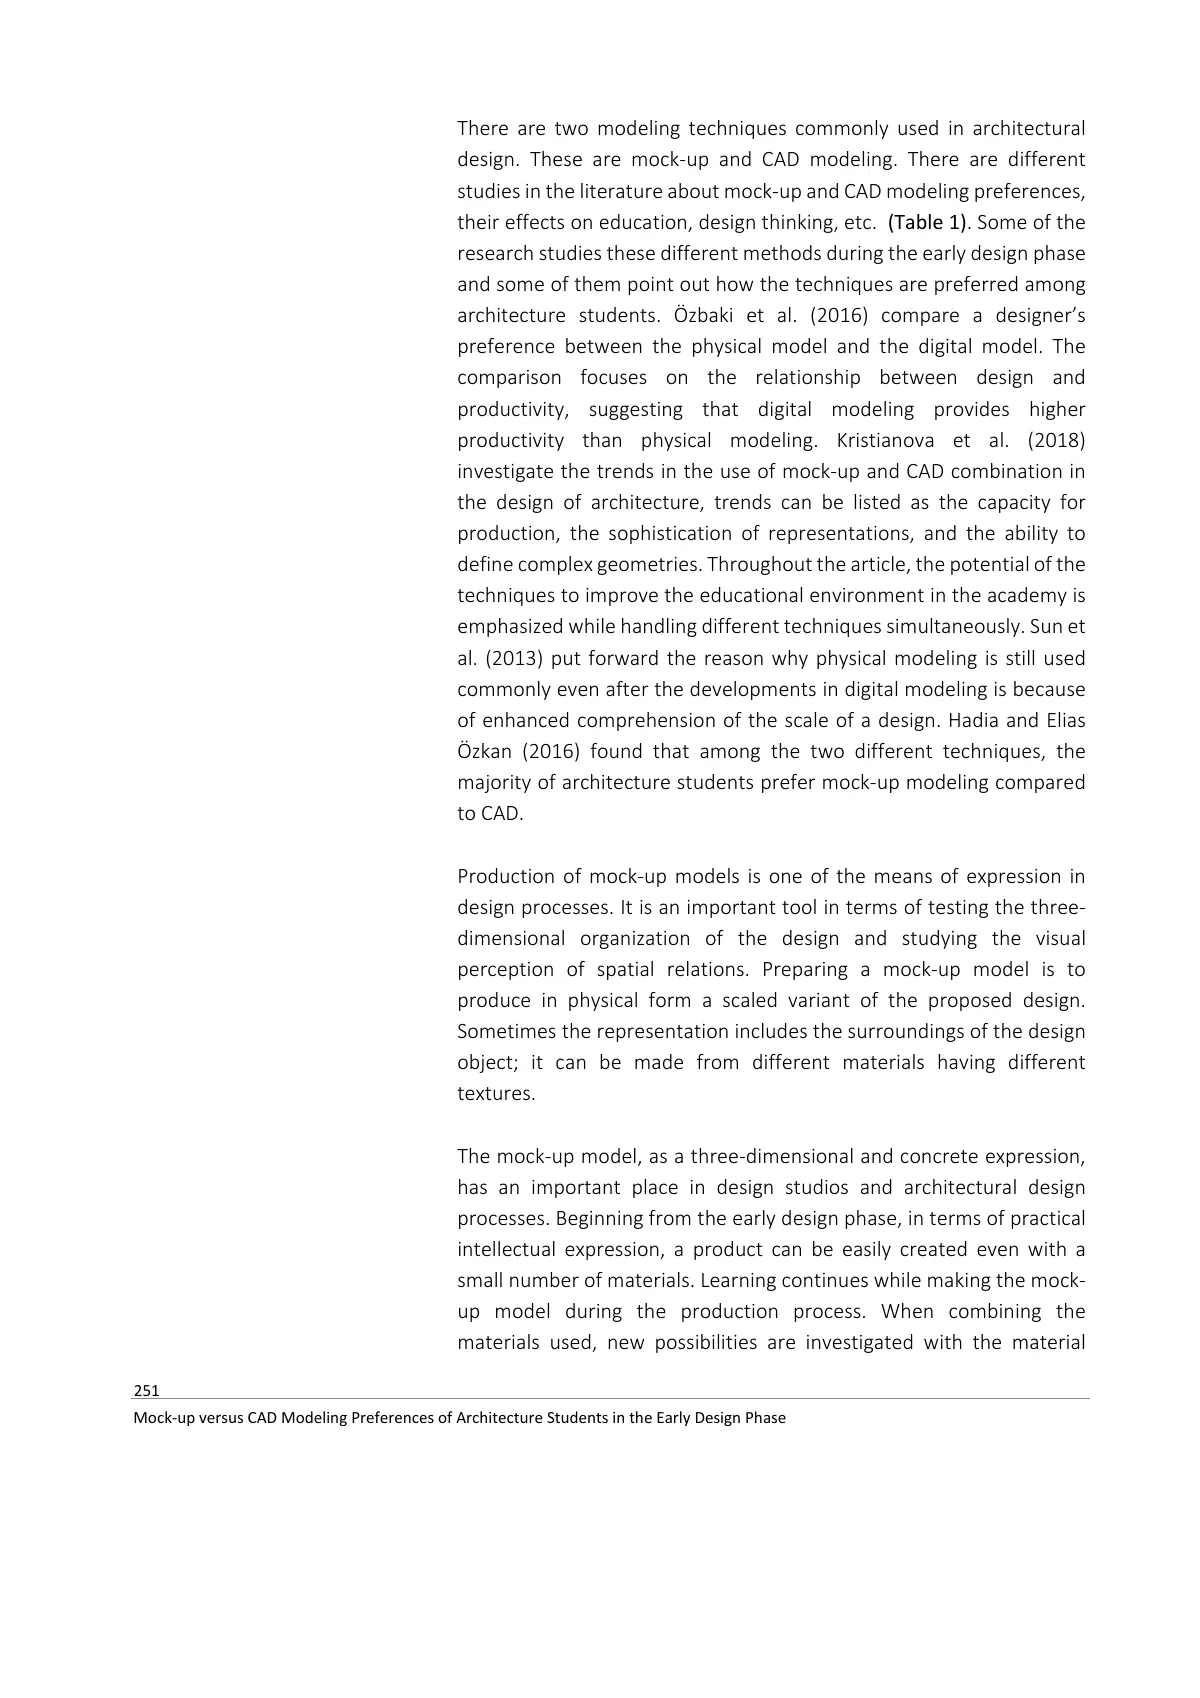 There are two modeling techniques commonly used in architectural
design. These are mock-up and CAD modeling. There are different
studies in the literature about mock-up and CAD modeling preferences,
their effects on education, design thinking, etc.  (Table 1). Some of the
research studies these different methods during the early design phase
and some of them point out how the techniques are preferred among
architecture students. Özbaki et al. (2016) compare a designer’s
preference between the physical model and the digital model. The
comparison focuses on the relationship between design and
productivity, suggesting that digital modeling provides higher
productivity than physical modeling. Kristianova et al. (2018)
investigate the trends in the use of mock-up and CAD combination in
the design of architecture, trends can be listed as the capacity for
production, the sophistication of representations, and the ability to
define complex geometries. Throughout the article, the potential of the
techniques to improve the educational environment in the academy is
emphasized while handling different techniques simultaneously. Sun et
al. (2013) put forward the reason why physical modeling is still used
commonly even after the developments in digital modeling is because
of enhanced comprehension of the scale of a design. Hadia and Elias
Özkan (2016) found that among the two different techniques, the
majority of architecture students prefer mock-up modeling compared
to CAD.
Production of mock-up models is one of the means of expression in
design processes. It is an important tool in terms of testing the three-
dimensional organization of the design and studying the visual
perception of spatial relations. Preparing a mock-up model is to
produce in physical form a scaled variant of the proposed design.
Sometimes the representation includes the surroundings of the design
object; it can be made from different materials having different
textures.
The mock-up model, as a three-dimensional and concrete expression,
has an important place in design studios and architectural design
processes. Beginning from the early design phase, in terms of practical
intellectual expression, a product can be easily created even with a
small number of materials. Learning continues while making the mock-
up model during the production process. When combining the
materials used, new possibilities are investigated with the material
251
Mock-up versus CAD Modeling Preferences of Architecture Students in the Early Design Phase